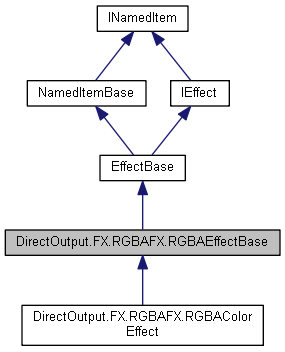 INamedItem
NamedItemBase
IEffect
EffectBase
DirectOutput.FX.RGBAFX.RGBAEffectBase
DirectOutput.FX.RGBAFX.RGBAColor
Effect